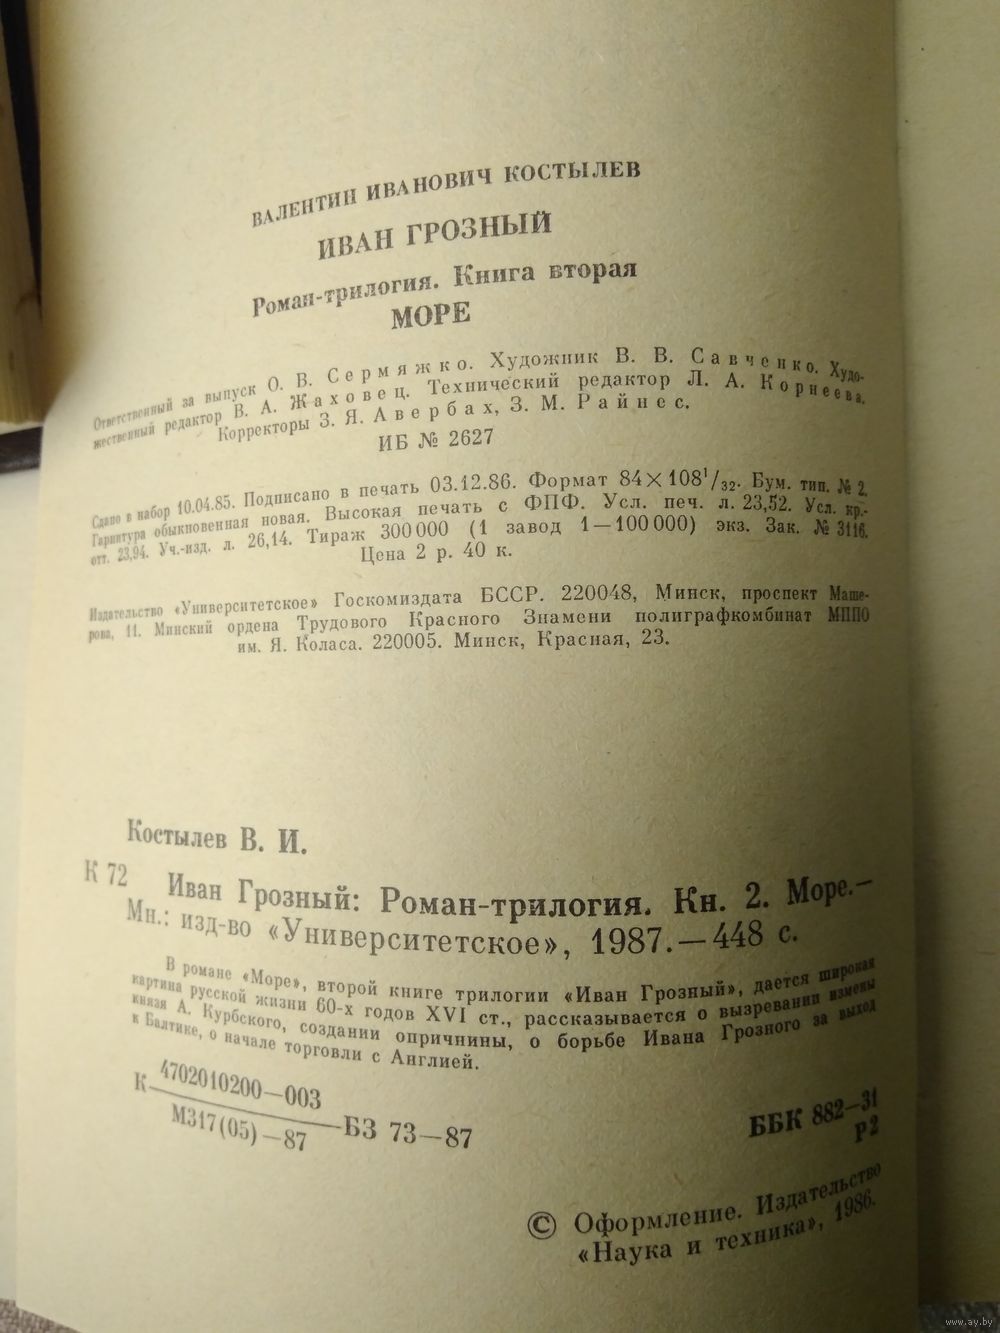 ВАЛЕНТИН ИВАНОВИЧ КОСТЫЛЕВ
ИВАН ГРОЗНЫЙ
Роман-трилогия. Книга вторая
МОРЕ
Ответственный за выпуск О. В. Сермяжко. Художник В. В. Савченко. Худо-
жественный редактор В. А. Жаховец. Технический редактор Л. А. Корнеева.
Корректоры З. Я. Авербах, З. М. Райнес.
ИБ № 2627
Сдано в набор 10.04.85. Подписано в печать 03.12.86. Формат 84×108¹/₃₂. Бум. тип. № 2.
Гарнитура обыкновенная новая. Высокая печать с ФПФ. Усл. печ. л. 23,52. Усл. кр.-
отт. 23,94. Уч.-изд. л. 26,14. Тираж 300 000 (1 завод 1—100 000) экз. Зак. № 3116.
Цена 2 р. 40 к.
Издательство «Университетское» Госкомиздата БССР. 220048, Минск, проспект Маше-
рова, 11. Минский ордена Трудового Красного Знамени полиграфкомбинат МППО
им. Я. Коласа. 220005. Минск, Красная, 23.
Костылев В. И.
К 72 Иван Грозный: Роман-трилогия. Кн. 2. Море.—
Мн.: изд-во «Университетское», 1987.—448 с.
В романе «Море», второй книге трилогии «Иван Грозный», дается широкая
картина русской жизни 60-х годов XVI ст., рассказывается о вызревании измены
князя А. Курбского, создании опричнины, о борьбе Ивана Грозного за выход
к Балтике, о начале торговли с Англией.
К 4702010200—003
М317(05)—87 БЗ 73—87
ББК 882—31
Р2
© Оформление. Издательство
«Наука и техника», 1986.
www.ay.by